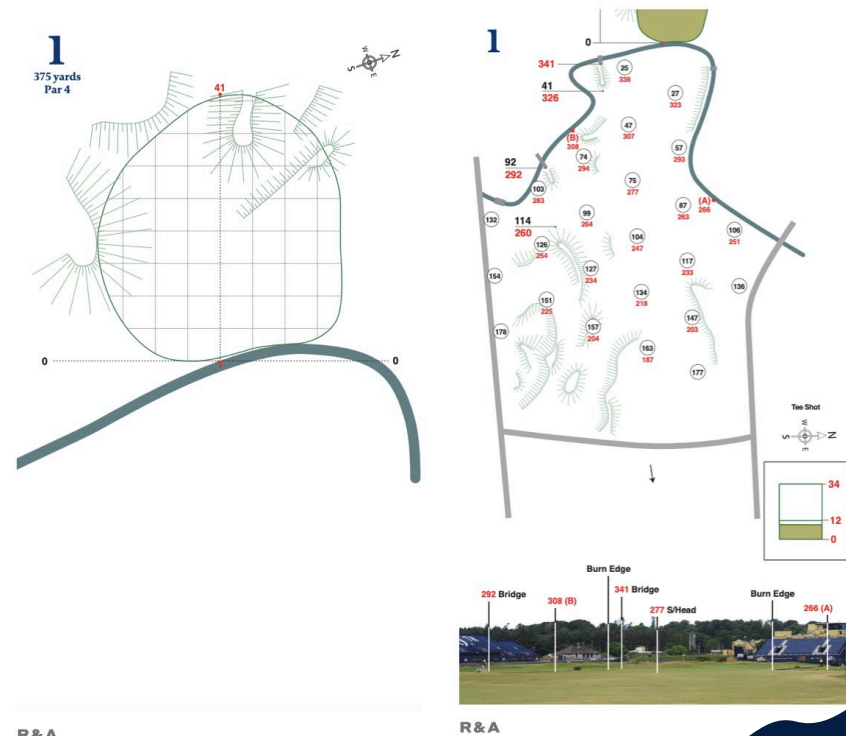 1
375 yards
Par 4
W
N
S
E
41
0
0
R&A
1
0
341
25
338
41
326
27
323
47
307
(B)
308
57
293
74
294
92
292
75
277
103
283
87
263
(A)
266
99
264
132
114
260
106
251
104
247
126
254
117
233
127
234
154
136
134
218
151
225
147
203
157
204
178
163
187
177
Tee Shot
W
S
N
E
34
12
0
Burn Edge
292 Bridge
308 (B)
341 Bridge
277 S/Head
Burn Edge
266 (A)
R&A